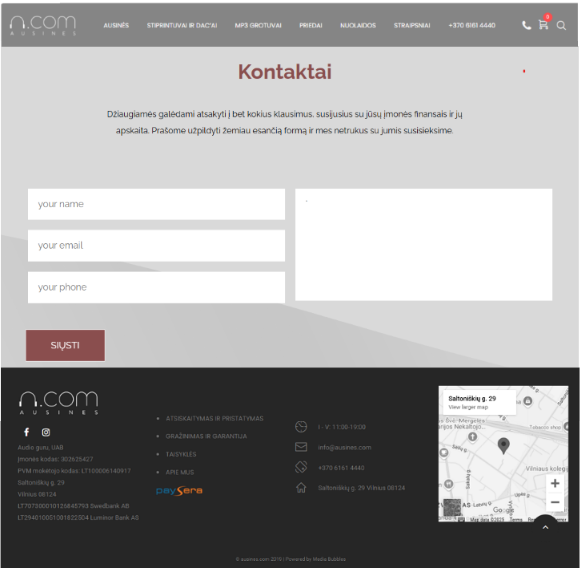 n.com
AUSINES
AUSINĖS STIPRINTUVAI IR DAC'AI MP3 GROTUVAI PRIEDAI NUOLAIDOS STRAIPSNIAI +370 6161 4440
Kontaktai
Džiaugiamės galėdami atsakyti į bet kokius klausimus, susijusius su jūsų įmonės finansais ir jų
apskaita. Prašome užpildyti žemiau esančią formą ir mes netrukus su jumis susisieksime.
your name
your email
your phone
SIŲSTI
n.com
AUSINES
Audio guru, UAB
Įmonės kodas: 302625427
PVM mokėtojo kodas: LT100006140917
Saltoniškių g. 29
Vilnius 08124
LT707300010125840793 Swedbank AB
LT294010051001822504 Luminor Bank AB
ATSISKAITYMAS IR PRISTATYMAS
GRĄŽINIMAS IR GARANTIJA
TAISYKLĖS
APIE MUS
paysera
I - V: 11:00-19:00
info@ausines.com
+370 6161 4440
Saltoniškių g. 29 Vilnius 08124
Saltoniškių g. 29
View larger map
Vilniaus koleg
Google
Map data ©2023 Terms
© ausines.com 2019 | Powered by Media Bubbles